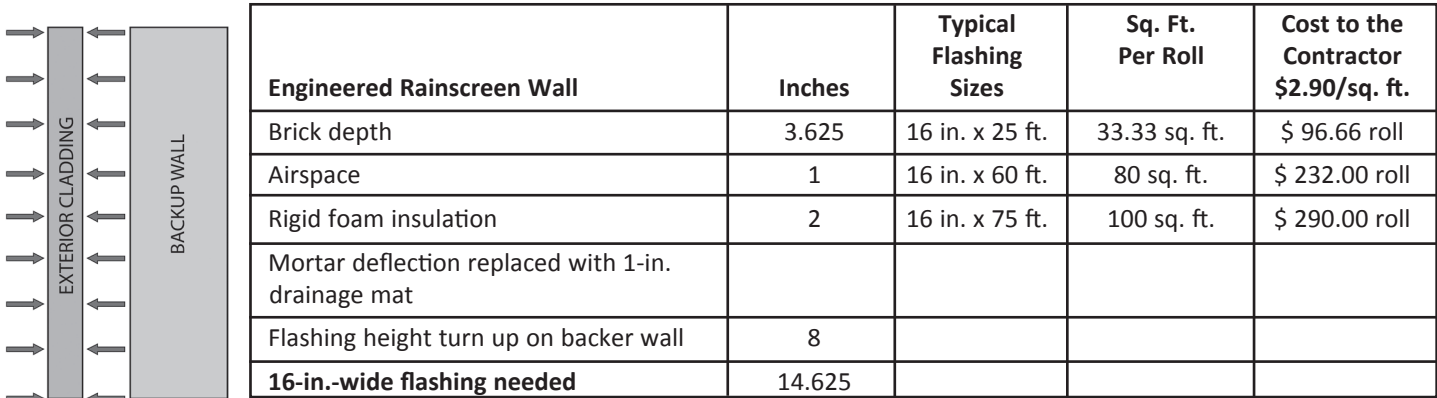 EXTERIOR CLADDING
BACKUP WALL
Engineered Rainscreen Wall
Inches
Typical
Flashing
Sizes
Sq. Ft.
Per Roll
Cost to the
Contractor
$2.90/sq. ft.
Brick depth 3.625 16 in. x 25 ft. 33.33 sq. ft. $ 96.66 roll
Airspace 1 16 in. x 60 ft. 80 sq. ft. $ 232.00 roll
Rigid foam insulation 2 16 in. x 75 ft. 100 sq. ft. $ 290.00 roll
Mortar deflection replaced with 1-in.
drainage mat
Flashing height turn up on backer wall 8
16-in.-wide flashing needed 14.625